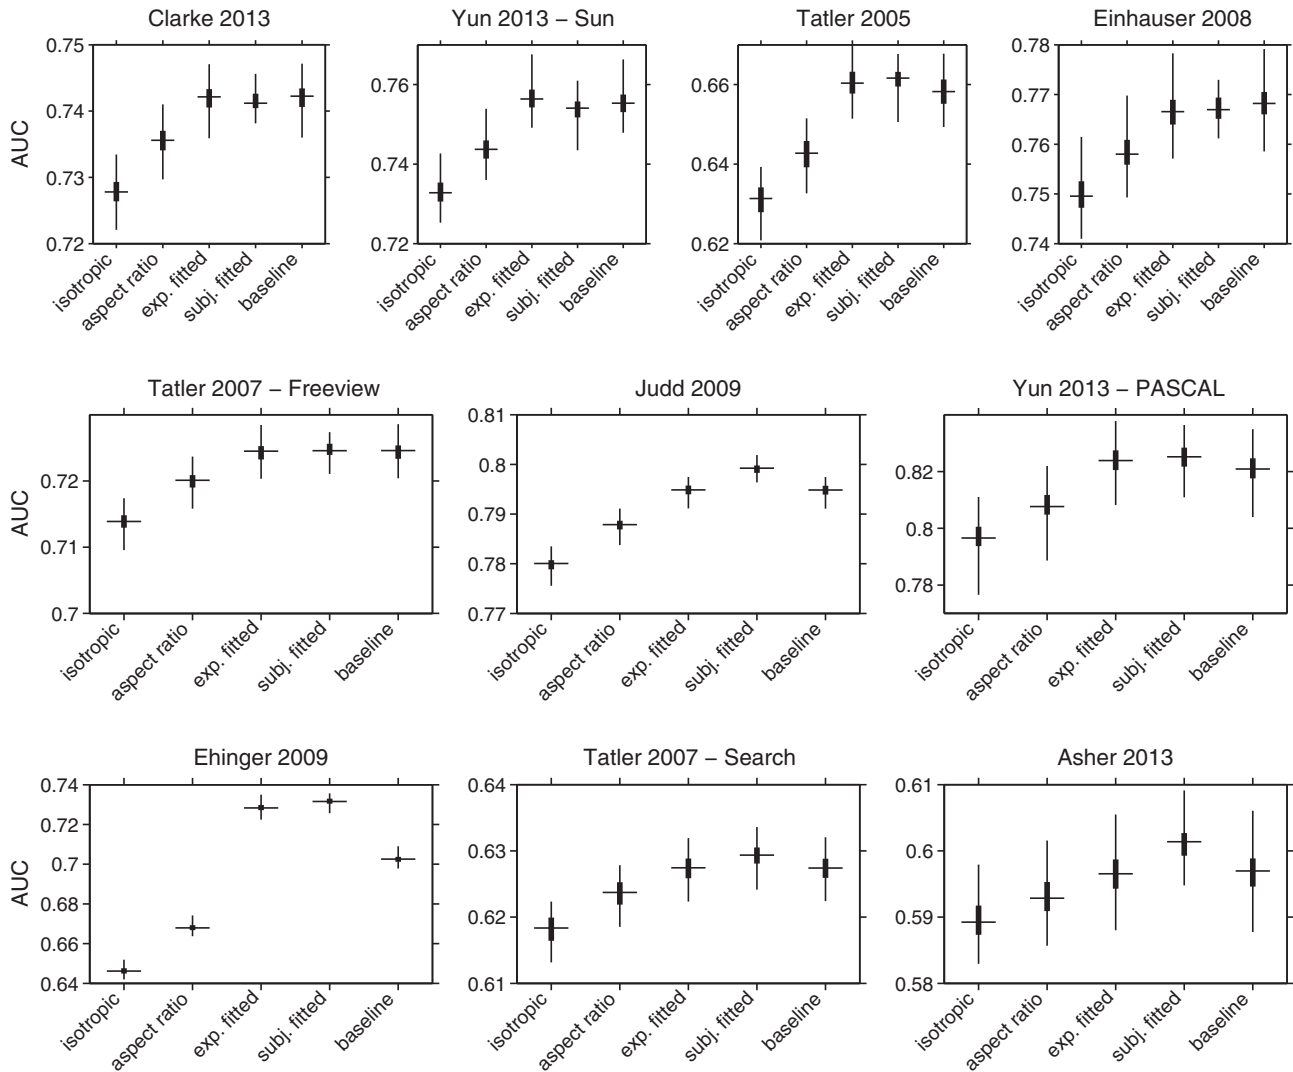 Clarke 2013
Yun 2013 – Sun
Tatler 2005
Einhauser 2008
AUC
0.75
0.74
0.73
0.72
0.76
0.74
0.72
0.66
0.64
0.62
0.78
0.77
0.76
0.75
0.74
isotropic
aspect ratio
exp. fitted
subj. fitted
baseline
isotropic
aspect ratio
exp. fitted
subj. fitted
baseline
isotropic
aspect ratio
exp. fitted
subj. fitted
baseline
isotropic
aspect ratio
exp. fitted
subj. fitted
baseline
Tatler 2007 – Freeview
Judd 2009
Yun 2013 – PASCAL
AUC
0.72
0.71
0.7
0.81
0.8
0.79
0.78
0.77
0.82
0.8
0.78
isotropic
aspect ratio
exp. fitted
subj. fitted
baseline
isotropic
aspect ratio
exp. fitted
subj. fitted
baseline
isotropic
aspect ratio
exp. fitted
subj. fitted
baseline
Ehinger 2009
Tatler 2007 – Search
Asher 2013
AUC
0.74
0.72
0.7
0.68
0.66
0.64
0.64
0.63
0.62
0.61
0.61
0.6
0.59
0.58
isotropic
aspect ratio
exp. fitted
subj. fitted
baseline
isotropic
aspect ratio
exp. fitted
subj. fitted
baseline
isotropic
aspect ratio
exp. fitted
subj. fitted
baseline